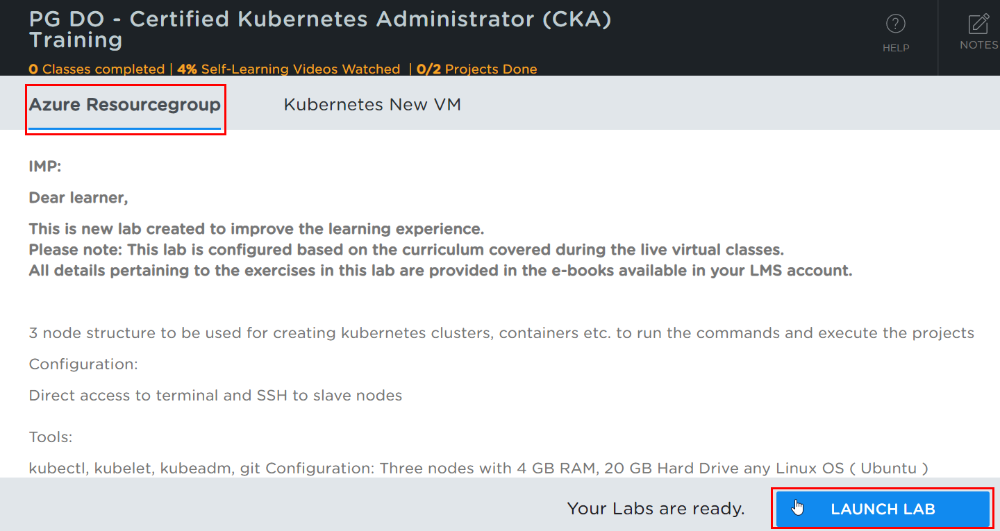 PG DO - Certified Kubernetes Administrator (CKA)
Training
HELP
NOTES
0 Classes completed | 4% Self-Learning Videos Watched | 0/2 Projects Done
Azure Resourcegroup
Kubernetes New VM
IMP:
Dear learner,
This is new lab created to improve the learning experience.
Please note: This lab is configured based on the curriculum covered during the live virtual classes.
All details pertaining to the exercises in this lab are provided in the e-books available in your LMS account.
3 node structure to be used for creating kubernetes clusters, containers etc. to run the commands and execute the projects
Configuration:
Direct access to terminal and SSH to slave nodes
Tools:
kubectl, kubelet, kubeadm, git Configuration: Three nodes with 4 GB RAM, 20 GB Hard Drive any Linux OS ( Ubuntu )
Your Labs are ready.
LAUNCH LAB